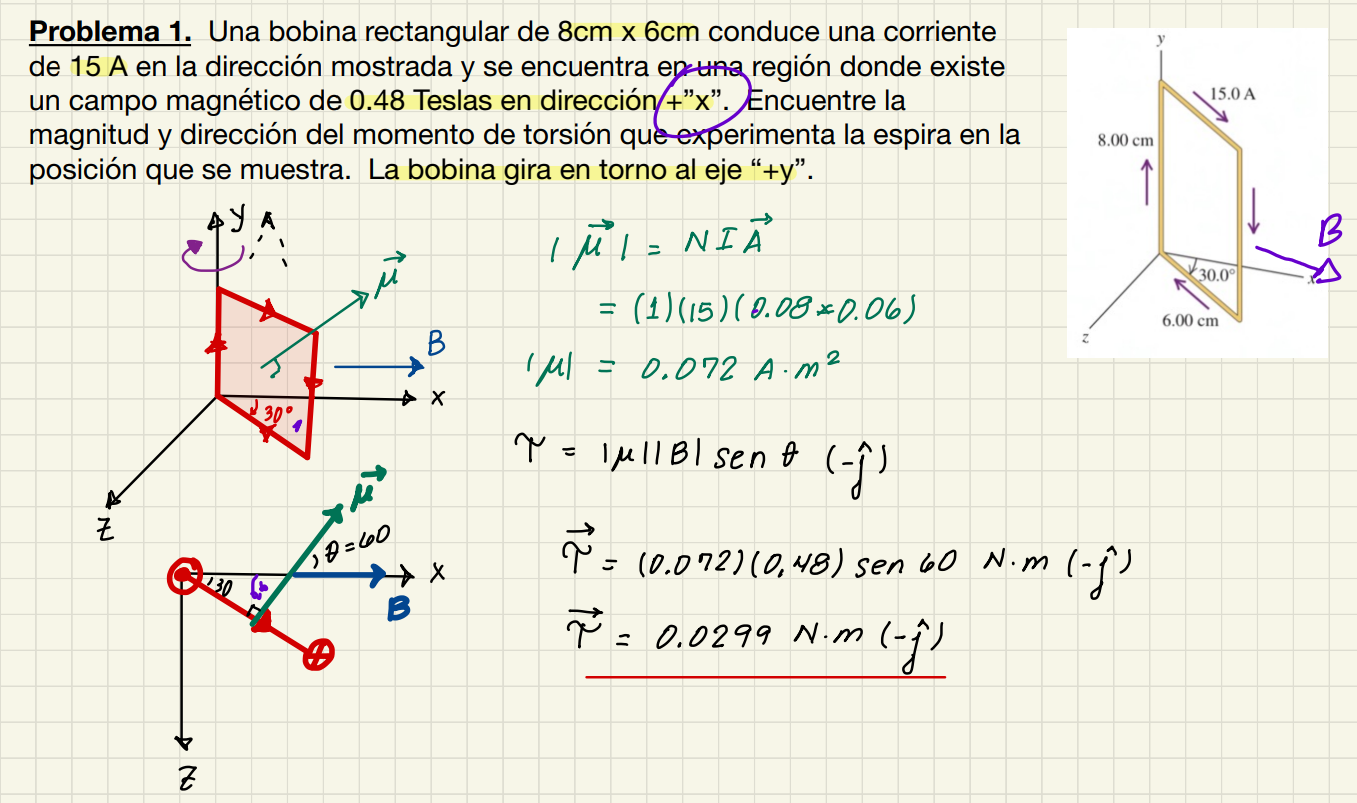 Problema 1. Una bobina rectangular de 8cm x 6cm conduce una corriente
de 15 A en la dirección mostrada y se encuentra en una región donde existe
un campo magnético de 0.48 Teslas en dirección +"x". Encuentre la
magnitud y dirección del momento de torsión que experimenta la espira en la
posición que se muestra. La bobina gira en torno al eje "+y".
y
15.0 A
8.00 cm
B
30.0°
x
6.00 cm
z
y
μ⃗
B
x
30°
z
|μ⃗| = NIA⃗
= (1)(15)(0.08*0.06)
|μ| = 0.072 A·m²
τ = |μ||B| sen θ (-ĵ)
μ⃗
θ=60
x
30
B
z
τ⃗ = (0.072)(0,48) sen 60 N·m (-ĵ)
τ⃗ = 0.0299 N·m (-ĵ)